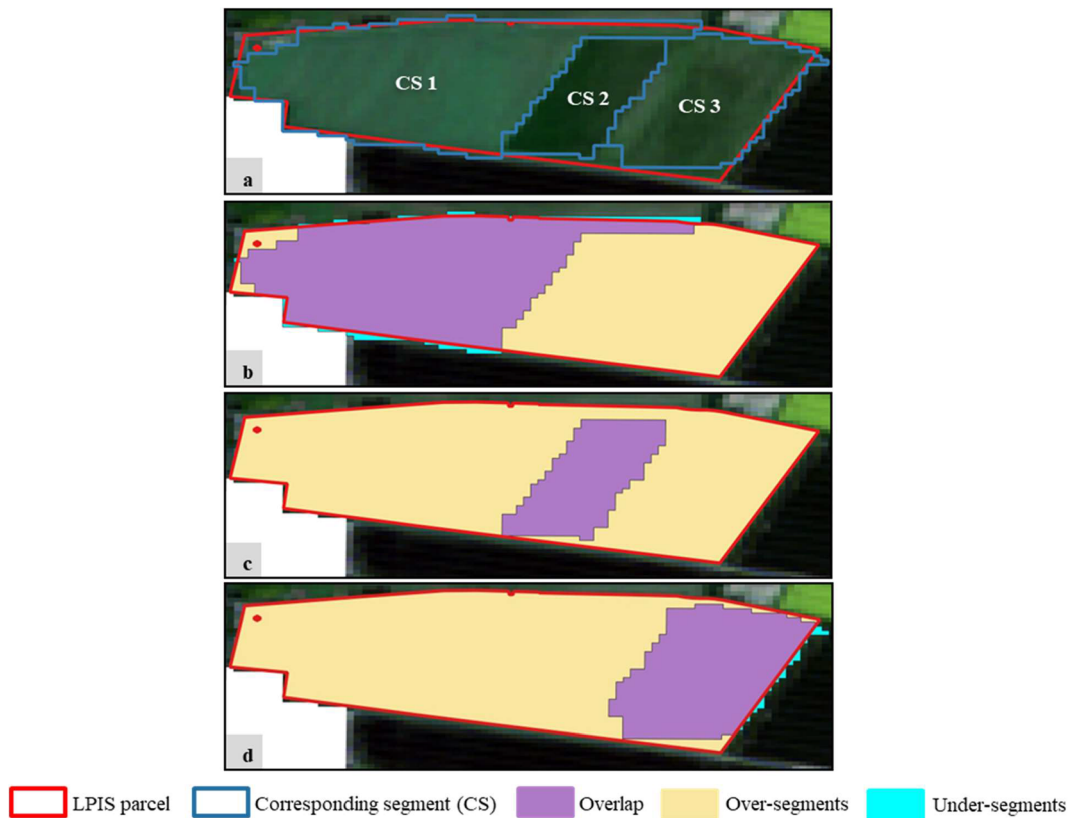 CS 1
CS 2
CS 3
a
b
c
d
LPIS parcel Corresponding segment (CS) Overlap Over-segments Under-segments